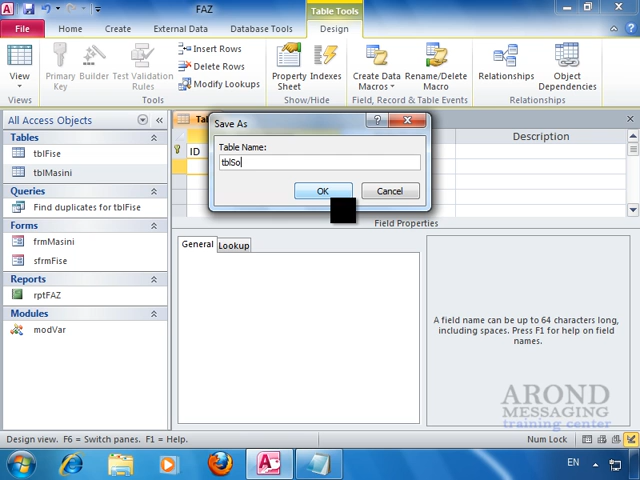 FAZ
Table Tools
File
Home
Create
External Data
Database Tools
Design
View
Primary Key
Builder
Test Validation Rules
Insert Rows
Delete Rows
Modify Lookups
Property Sheet
Indexes
Create Data Macros
Rename/Delete Macro
Relationships
Object Dependencies
Views
Tools
Show/Hide
Field, Record & Table Events
Relationships
All Access Objects
Tables
tblFise
tblMasini
Queries
Find duplicates for tblFise
Forms
frmMasini
sfrmFise
Reports
rptFAZ
Modules
modVar
Save As
Table Name:
tblSo
OK
Cancel
ID
Description
Field Properties
General
Lookup
A field name can be up to 64 characters long,
including spaces. Press F1 for help on field
names.
AROND
MESSAGING
training center
Design view. F6 = Switch panes. F1 = Help.
Num Lock
EN